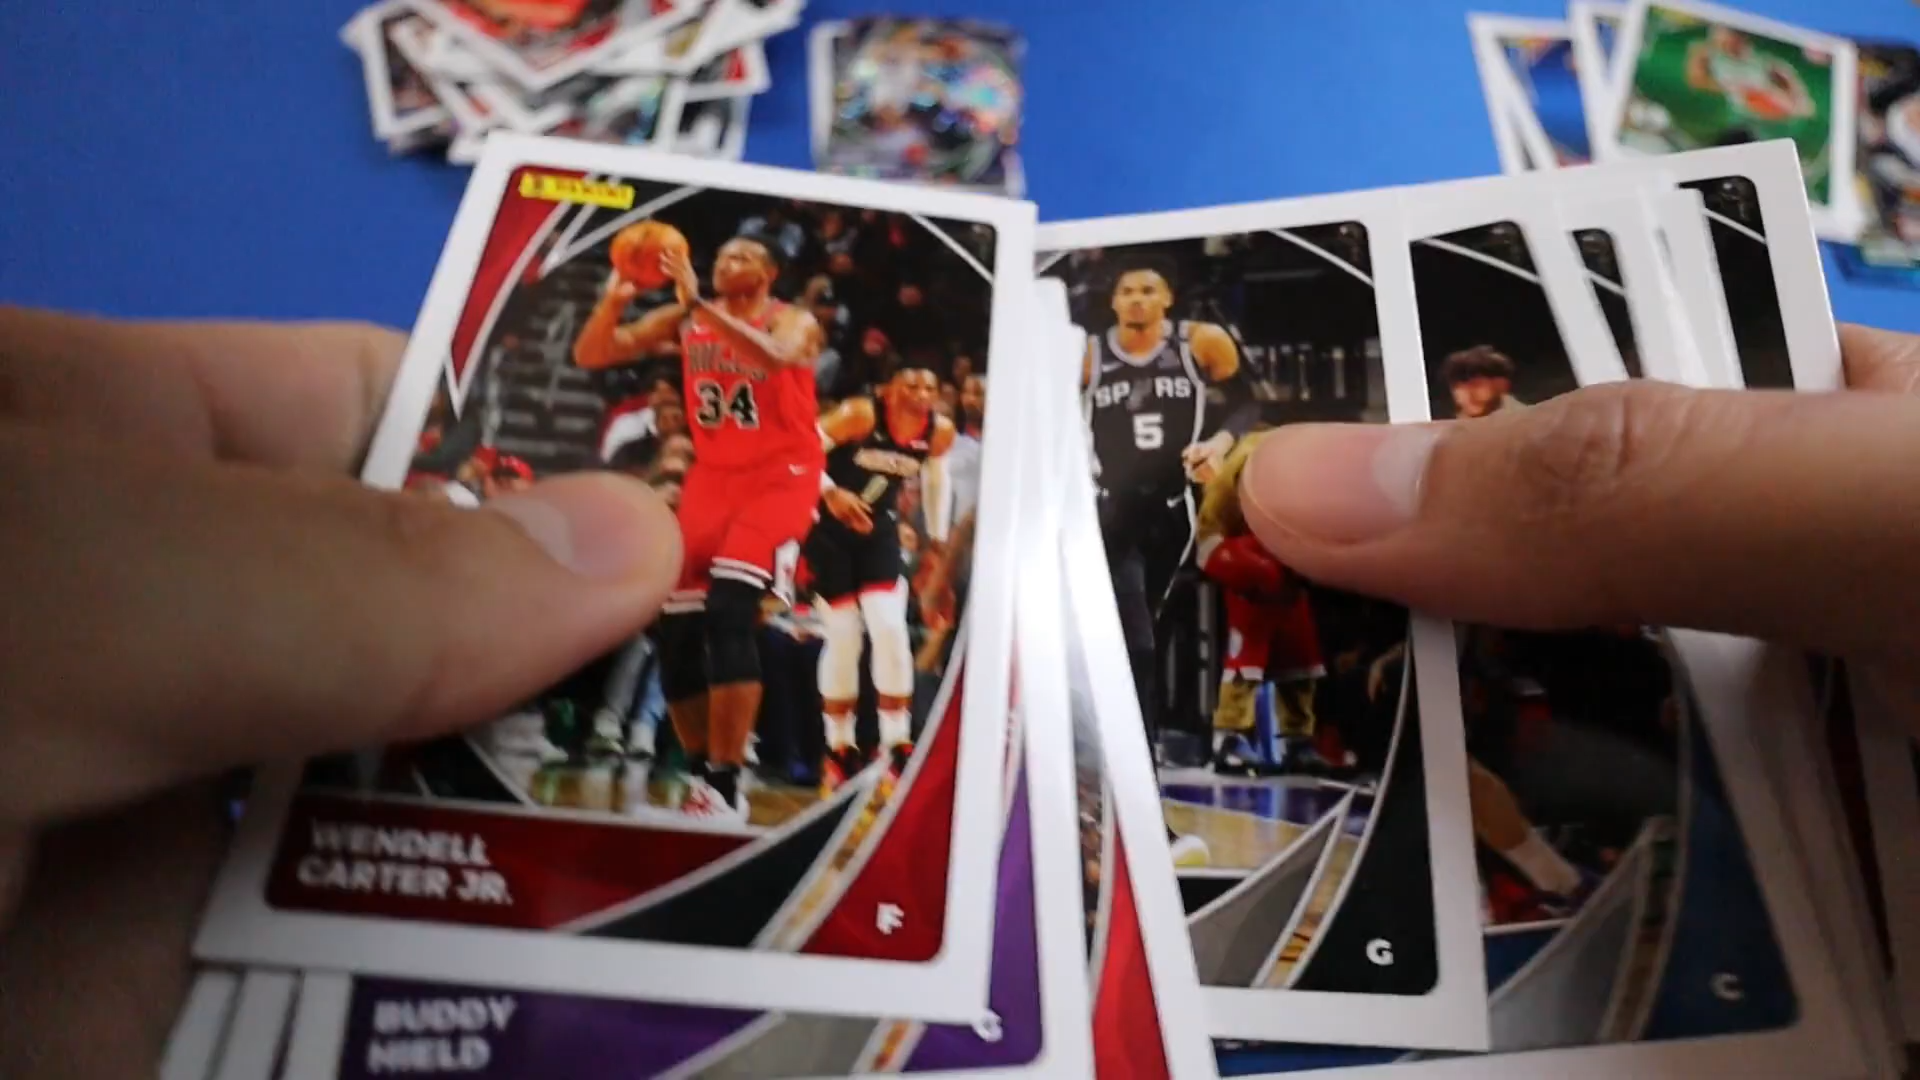 PANINI
34
SPURS
5
WENDELL
CARTER JR.
F
G
C
BUDDY
HIELD
G